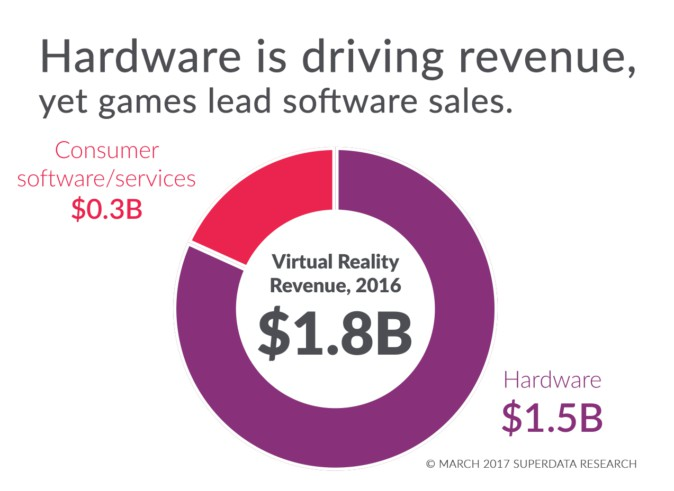 Hardware is driving revenue,
yet games lead software sales.
Consumer
software/services
$0.3B
Virtual Reality
Revenue, 2016
$1.8B
Hardware
$1.5B
© MARCH 2017 SUPERDATA RESEARCH